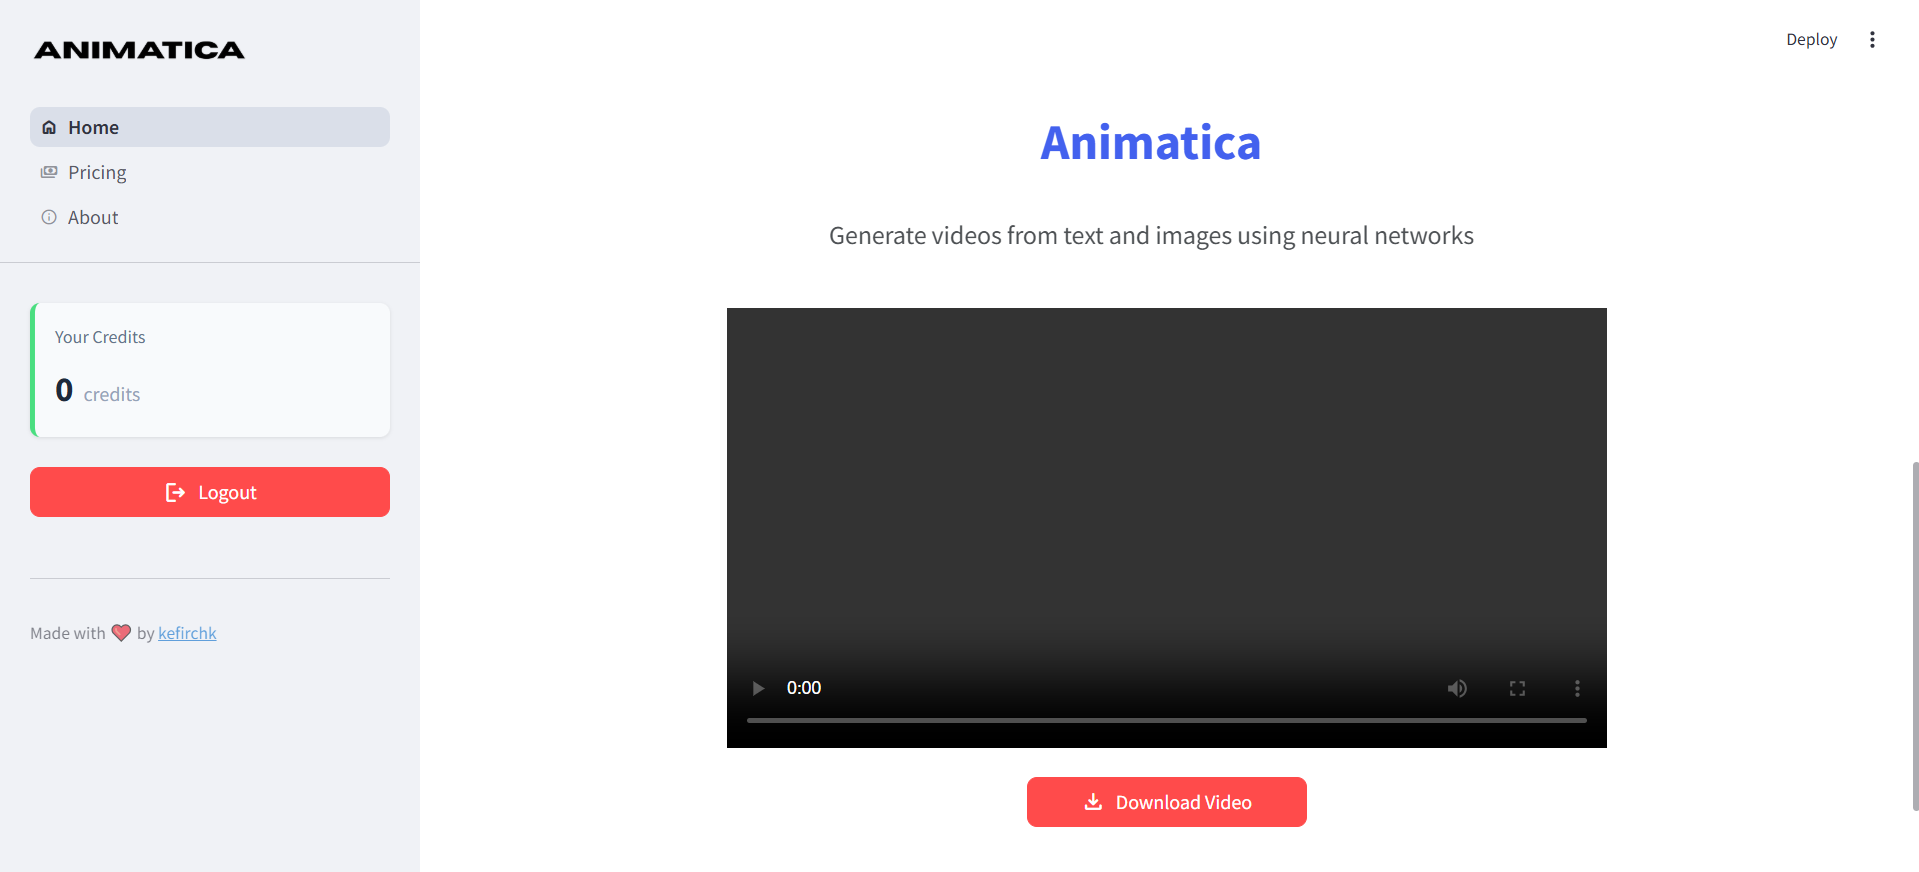 ANIMATICA
Home
Pricing
About
Your Credits
0 credits
Logout
Made with ❤️ by kefirchk
Deploy
Animatica
Generate videos from text and images using neural networks
0:00
Download Video